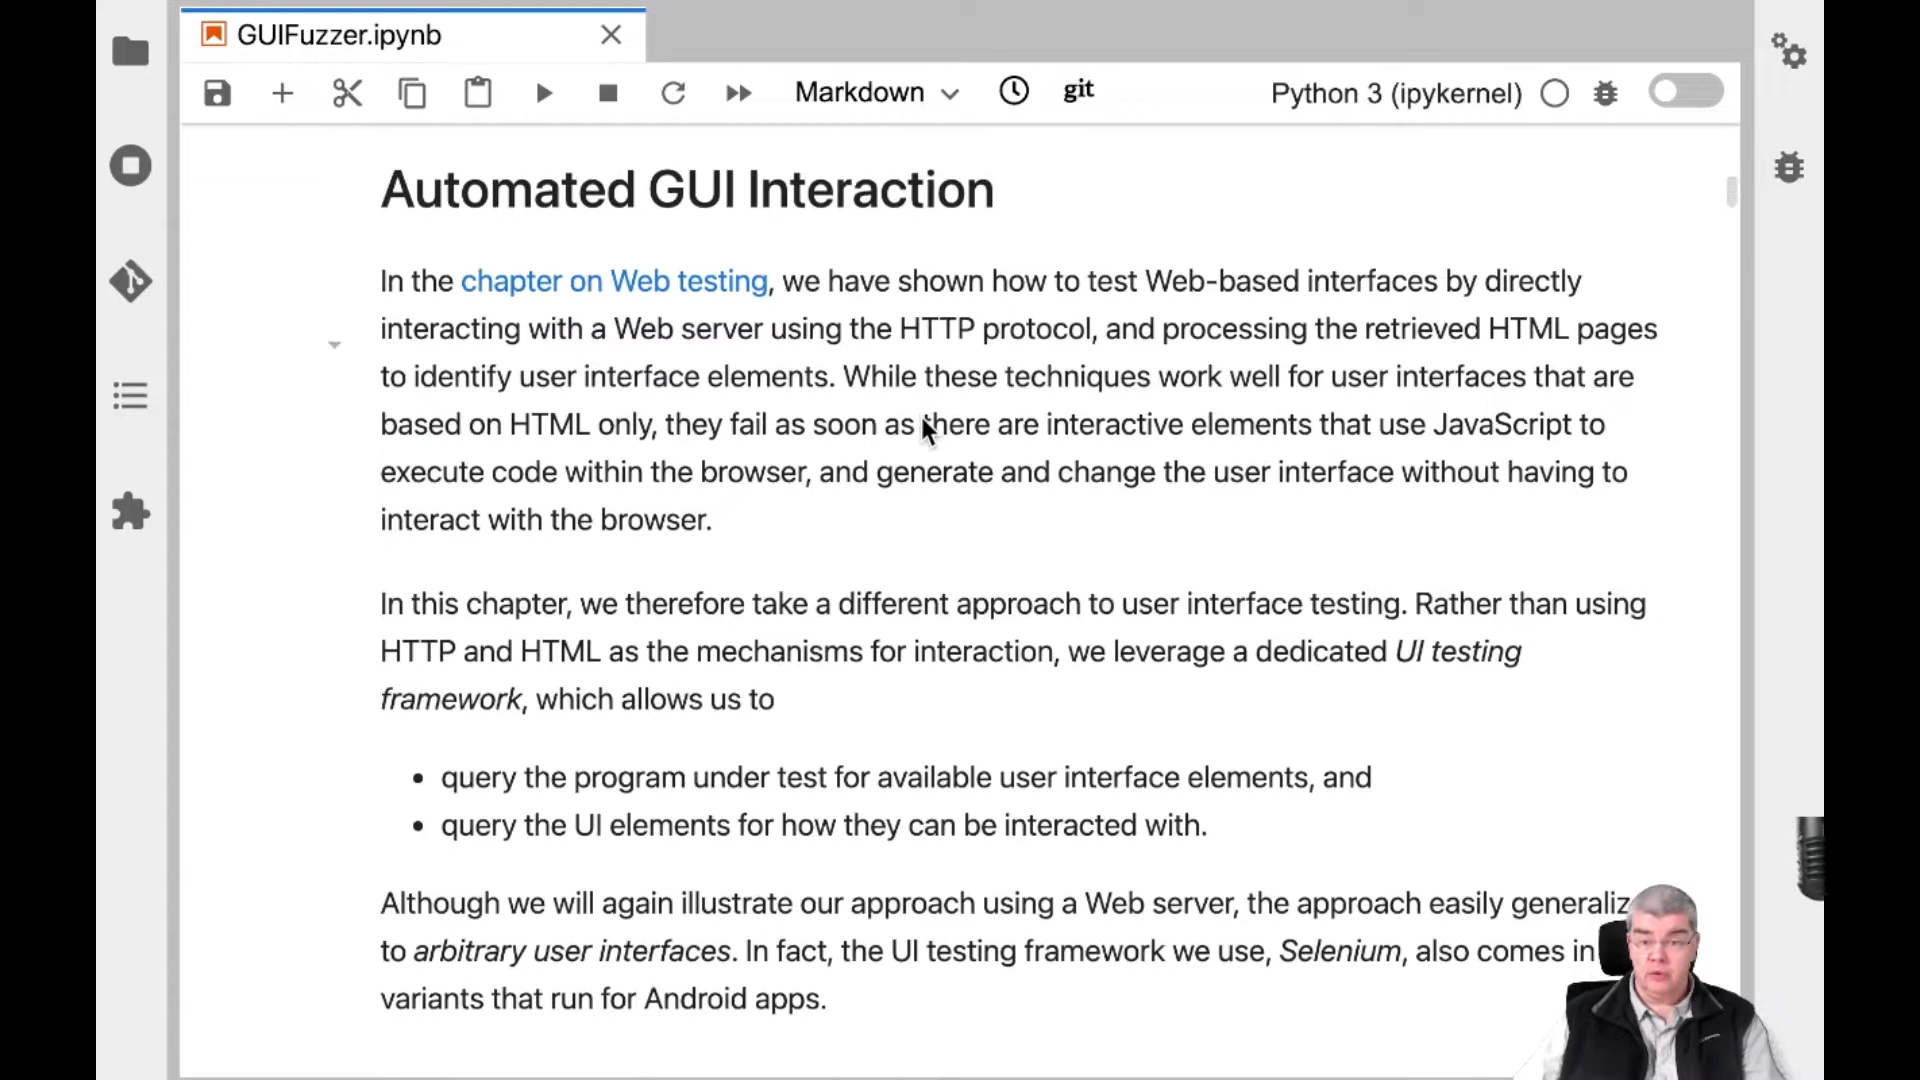 GUIFuzzer.ipynb
Markdown
git
Python 3 (ipykernel)
Automated GUI Interaction
In the chapter on Web testing, we have shown how to test Web-based interfaces by directly
interacting with a Web server using the HTTP protocol, and processing the retrieved HTML pages
to identify user interface elements. While these techniques work well for user interfaces that are
based on HTML only, they fail as soon as there are interactive elements that use JavaScript to
execute code within the browser, and generate and change the user interface without having to
interact with the browser.
In this chapter, we therefore take a different approach to user interface testing. Rather than using
HTTP and HTML as the mechanisms for interaction, we leverage a dedicated UI testing
framework, which allows us to
• query the program under test for available user interface elements, and
• query the UI elements for how they can be interacted with.
Although we will again illustrate our approach using a Web server, the approach easily generaliz
to arbitrary user interfaces. In fact, the UI testing framework we use, Selenium, also comes in
variants that run for Android apps.